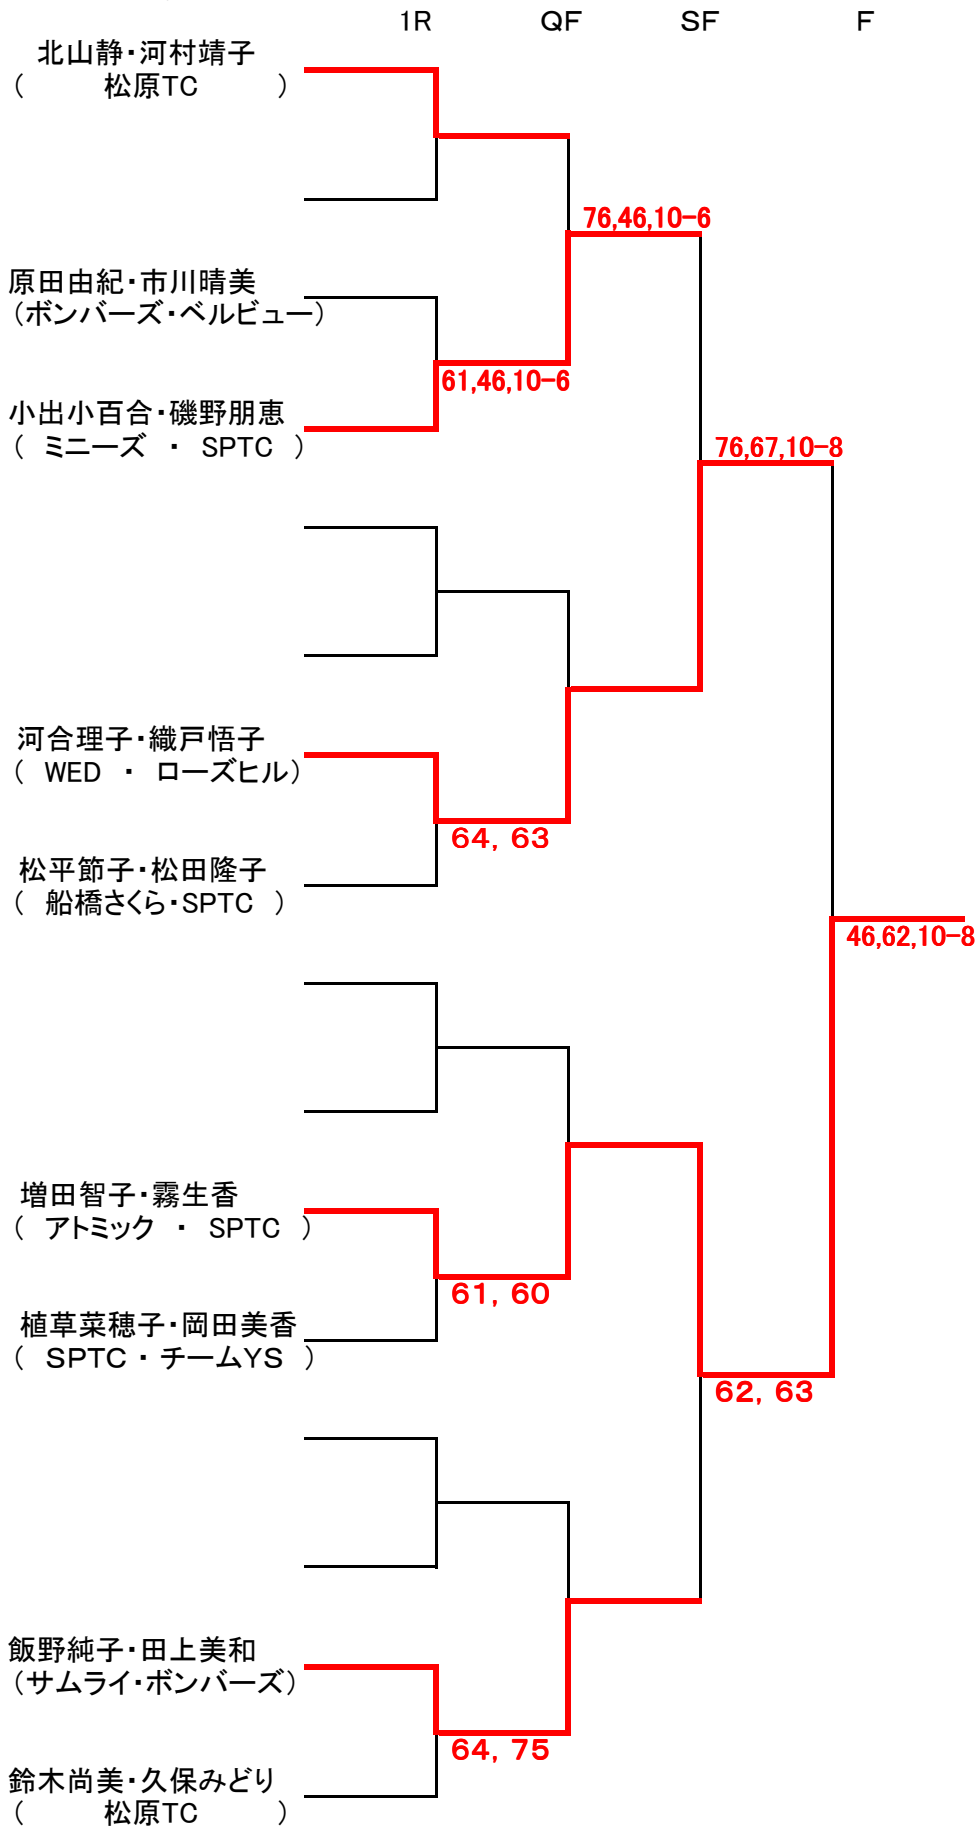 1R QF SF F
北山静・河村靖子
( 松原TC )
76,46,10-6
原田由紀・市川晴美
(ボンバーズ・ベルビュー)
61,46,10-6
小出小百合・磯野朋恵
( ミニーズ ・ SPTC )
76,67,10-8
河合理子・織戸悟子
( WED ・ ローズヒル)
64, 63
松平節子・松田隆子
( 船橋さくら・SPTC )
46,62,10-8
増田智子・霧生香
( アトミック ・ SPTC )
61, 60
植草菜穂子・岡田美香
( SPTC・チームYS )
62, 63
飯野純子・田上美和
(サムライ・ボンバーズ)
64, 75
鈴木尚美・久保みどり
( 松原TC )